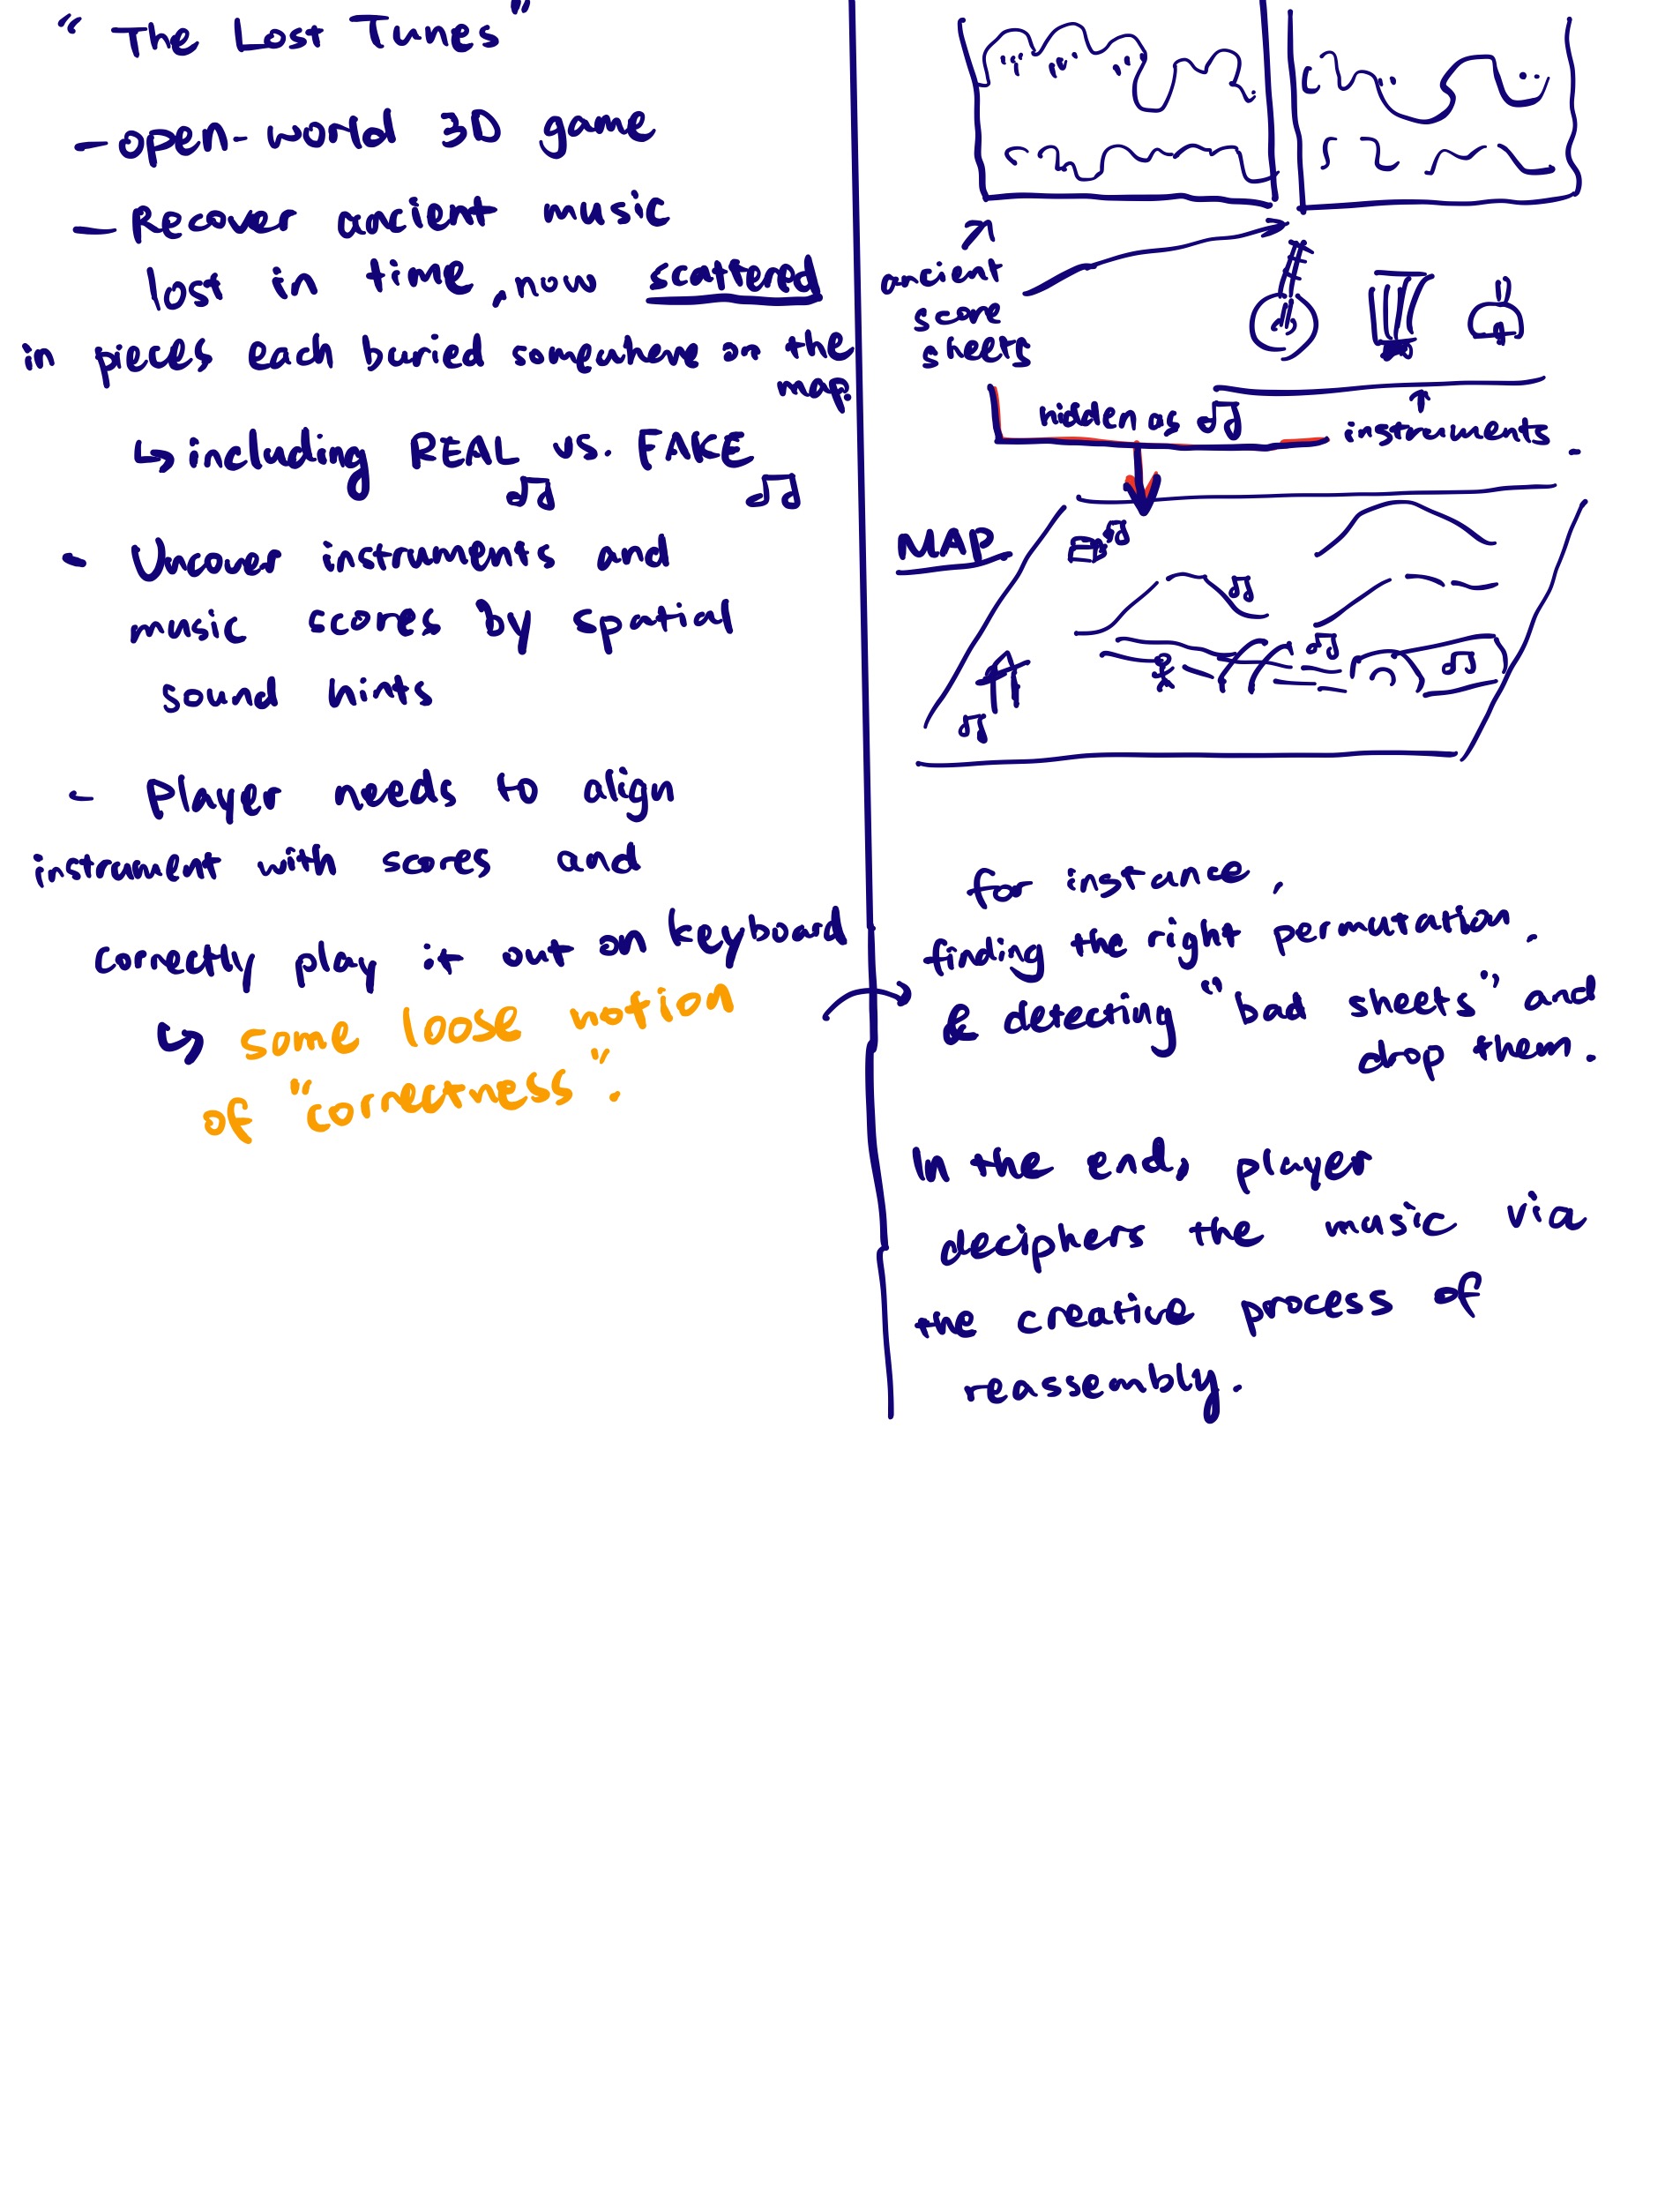 "The Lost Tunes"
- open-world 3D game
- Recover ancient music
lost in time, now scattered
in pieces each buried somewhere on the
map.
↳ including REAL vs. FAKE
♫ ♫
- Uncover instruments and
music scores by spatial
sound hints
- Player needs to align
instrument with scores and
correctly play it out on keyboard
↳ some loose notion
of "correctness".
ancient
score
sheets
hidden as ♫
instruments.
MAP
for instance,
finding the right permutation.
& detecting "bad sheets" and
drop them.
In the end, player
deciphers the music via
the creative process of
reassembly.